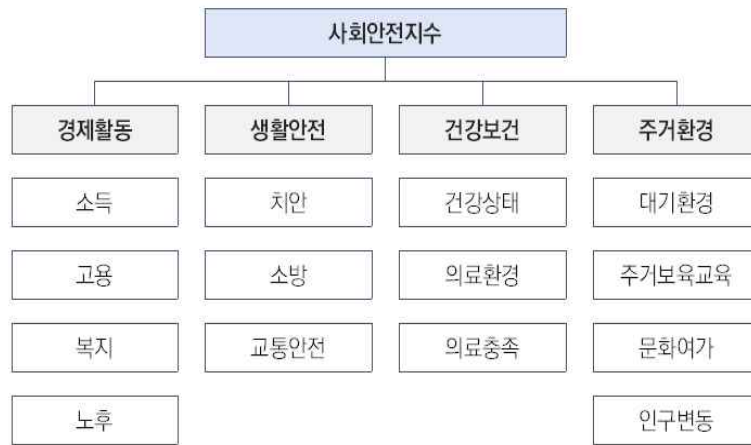 사회안전지수
경제활동 생활안전 건강보건 주거환경
소득 치안 건강상태 대기환경
고용 소방 의료환경 주거보육교육
복지 교통안전 의료충족 문화여가
노후 인구변동